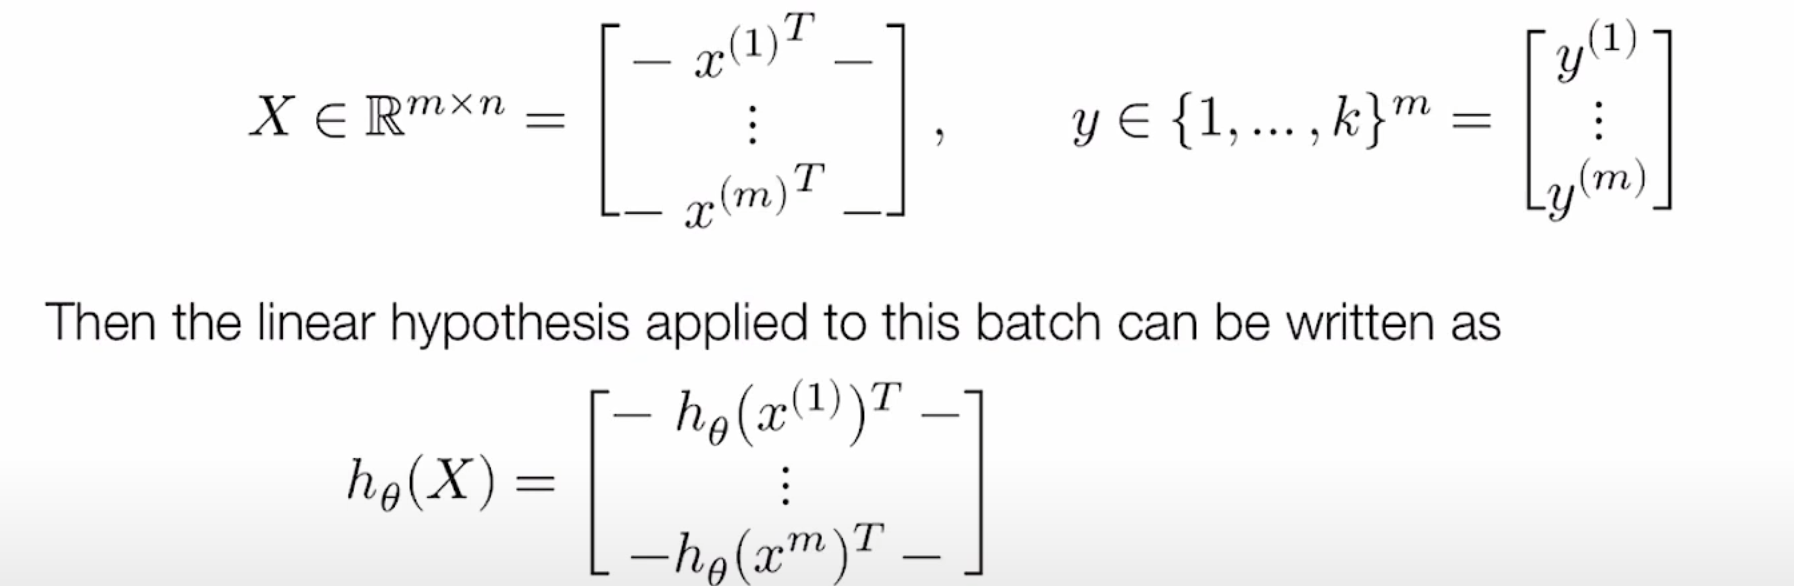 X ∈ ℝ^{m×n} = [ − x^{(1)^T} − ⋮ − x^{(m)^T} − ] , y ∈ {1, ... , k}^m = [ y^{(1)} ⋮ y^{(m)} ]
Then the linear hypothesis applied to this batch can be written as
h_θ(X) = [ − h_θ(x^{(1)})^T − ⋮ −h_θ(x^m)^T − ]